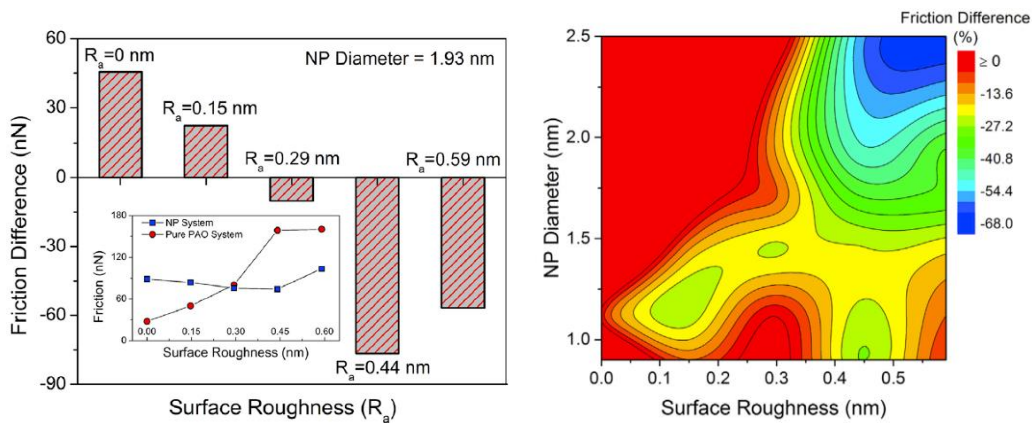 60
30
0
-30
-60
-90
Friction Difference (nN)
Surface Roughness (Rₐ)
NP Diameter = 1.93 nm
Rₐ=0 nm
Rₐ=0.15 nm
Rₐ=0.29 nm
Rₐ=0.59 nm
Rₐ=0.44 nm
180
120
60
0
Friction (nN)
NP System
Pure PAO System
0.00 0.15 0.30 0.45 0.60
Surface Roughness (nm)
2.5
2.0
1.5
1.0
NP Diameter (nm)
0.0 0.1 0.2 0.3 0.4 0.5
Surface Roughness (nm)
Friction Difference
(%)
≥ 0
-13.6
-27.2
-40.8
-54.4
-68.0